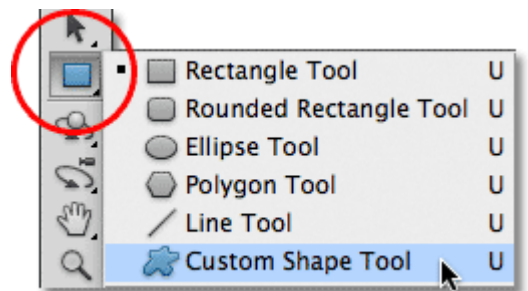 Rectangle Tool U
Rounded Rectangle Tool U
Ellipse Tool U
Polygon Tool U
Line Tool U
Custom Shape Tool U